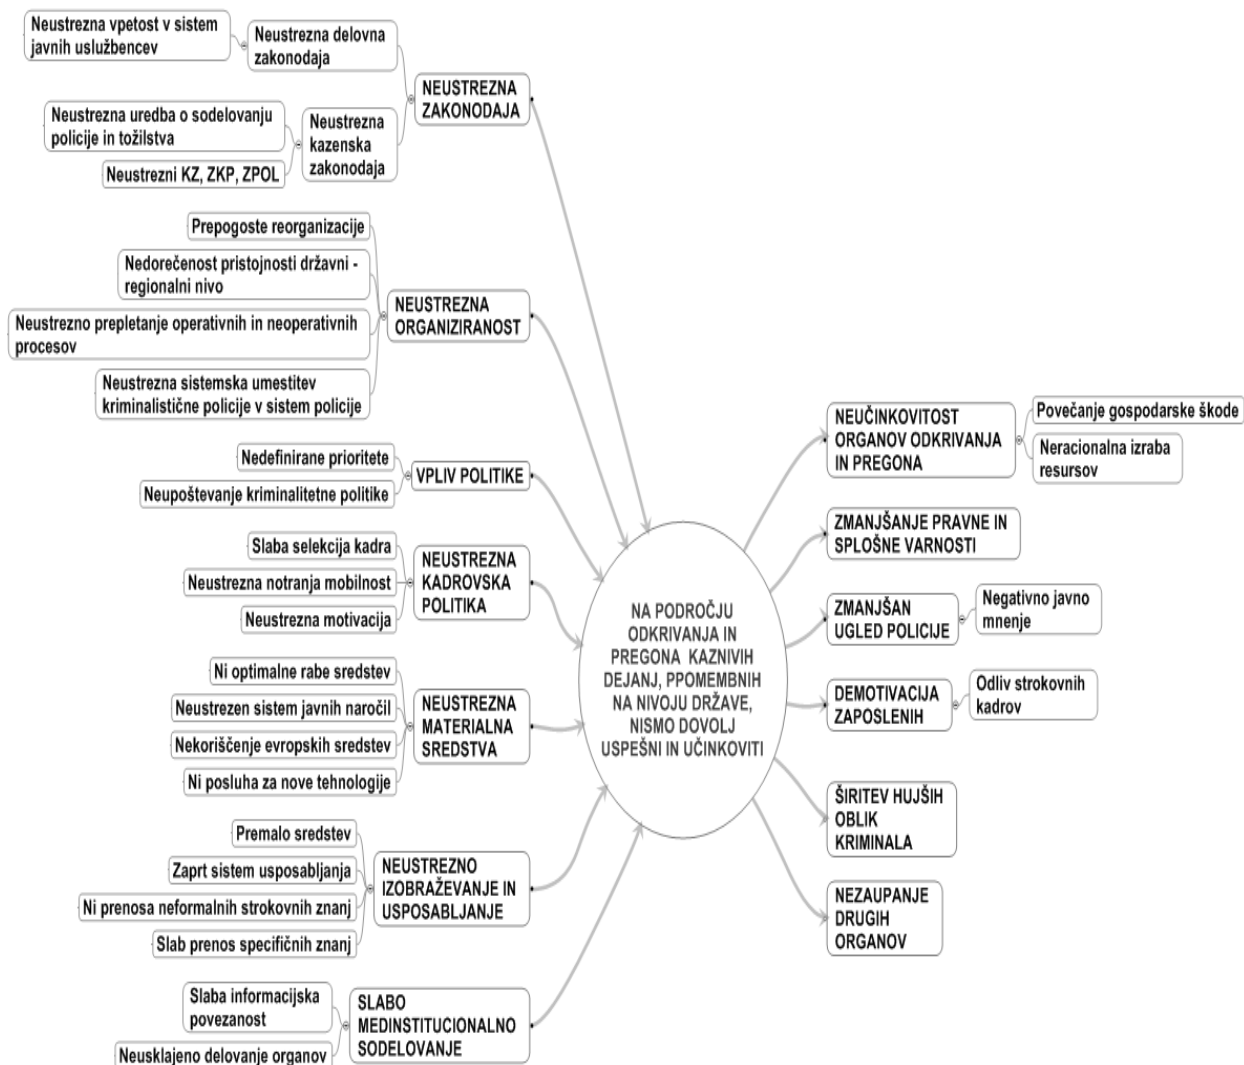 Neustrezna vpetost v sistem
javnih uslužbencev
Neustrezna delovna
zakonodaja
NEUSTREZNA
ZAKONODAJA
Neustrezna uredba o sodelovanju
policije in tožilstva
Neustrezni KZ, ZKP, ZPOL
Neustrezna
kazenska
zakonodaja
Prepogoste reorganizacije
Nedorečenost pristojnosti državni -
regionalni nivo
Neustrezno prepletanje operativnih in neoperativnih
procesov
Neustrezna sistemska umestitev
kriminalistične policije v sistem policije
NEUSTREZNA
ORGANIZIRANOST
Nedefinirane prioritete
Neupoštevanje kriminalitetne politike
VPLIV POLITIKE
Slaba selekcija kadra
Neustrezna notranja mobilnost
Neustrezna motivacija
NEUSTREZNA
KADROVSKA
POLITIKA
Ni optimalne rabe sredstev
Neustrezen sistem javnih naročil
Nekoriščenje evropskih sredstev
Ni posluha za nove tehnologije
NEUSTREZNA
MATERIALNA
SREDSTVA
Premalo sredstev
Zaprt sistem usposabljanja
Ni prenosa neformalnih strokovnih znanj
Slab prenos specifičnih znanj
NEUSTREZNO
IZOBRAŽEVANJE IN
USPOSABLJANJE
Slaba informacijska
povezanost
Neusklajeno delovanje organov
SLABO
MEDINSTITUCIONALNO
SODELOVANJE
NA PODROČJU
ODKRIVANJA IN
PREGONA KAZNIVIH
DEJANJ, PPOMEMBNIH
NA NIVOJU DRŽAVE,
NISMO DOVOLJ
USPEŠNI IN UČINKOVITI
NEUČINKOVITOST
ORGANOV ODKRIVANJA
IN PREGONA
Povečanje gospodarske škode
Neracionalna izraba
resursov
ZMANJŠANJE PRAVNE IN
SPLOŠNE VARNOSTI
ZMANJŠAN
UGLED POLICIJE
Negativno javno
mnenje
DEMOTIVACIJA
ZAPOSLENIH
Odliv strokovnih
kadrov
ŠIRITEV HUJŠIH
OBLIK
KRIMINALA
NEZAUPANJE
DRUGIH
ORGANOV